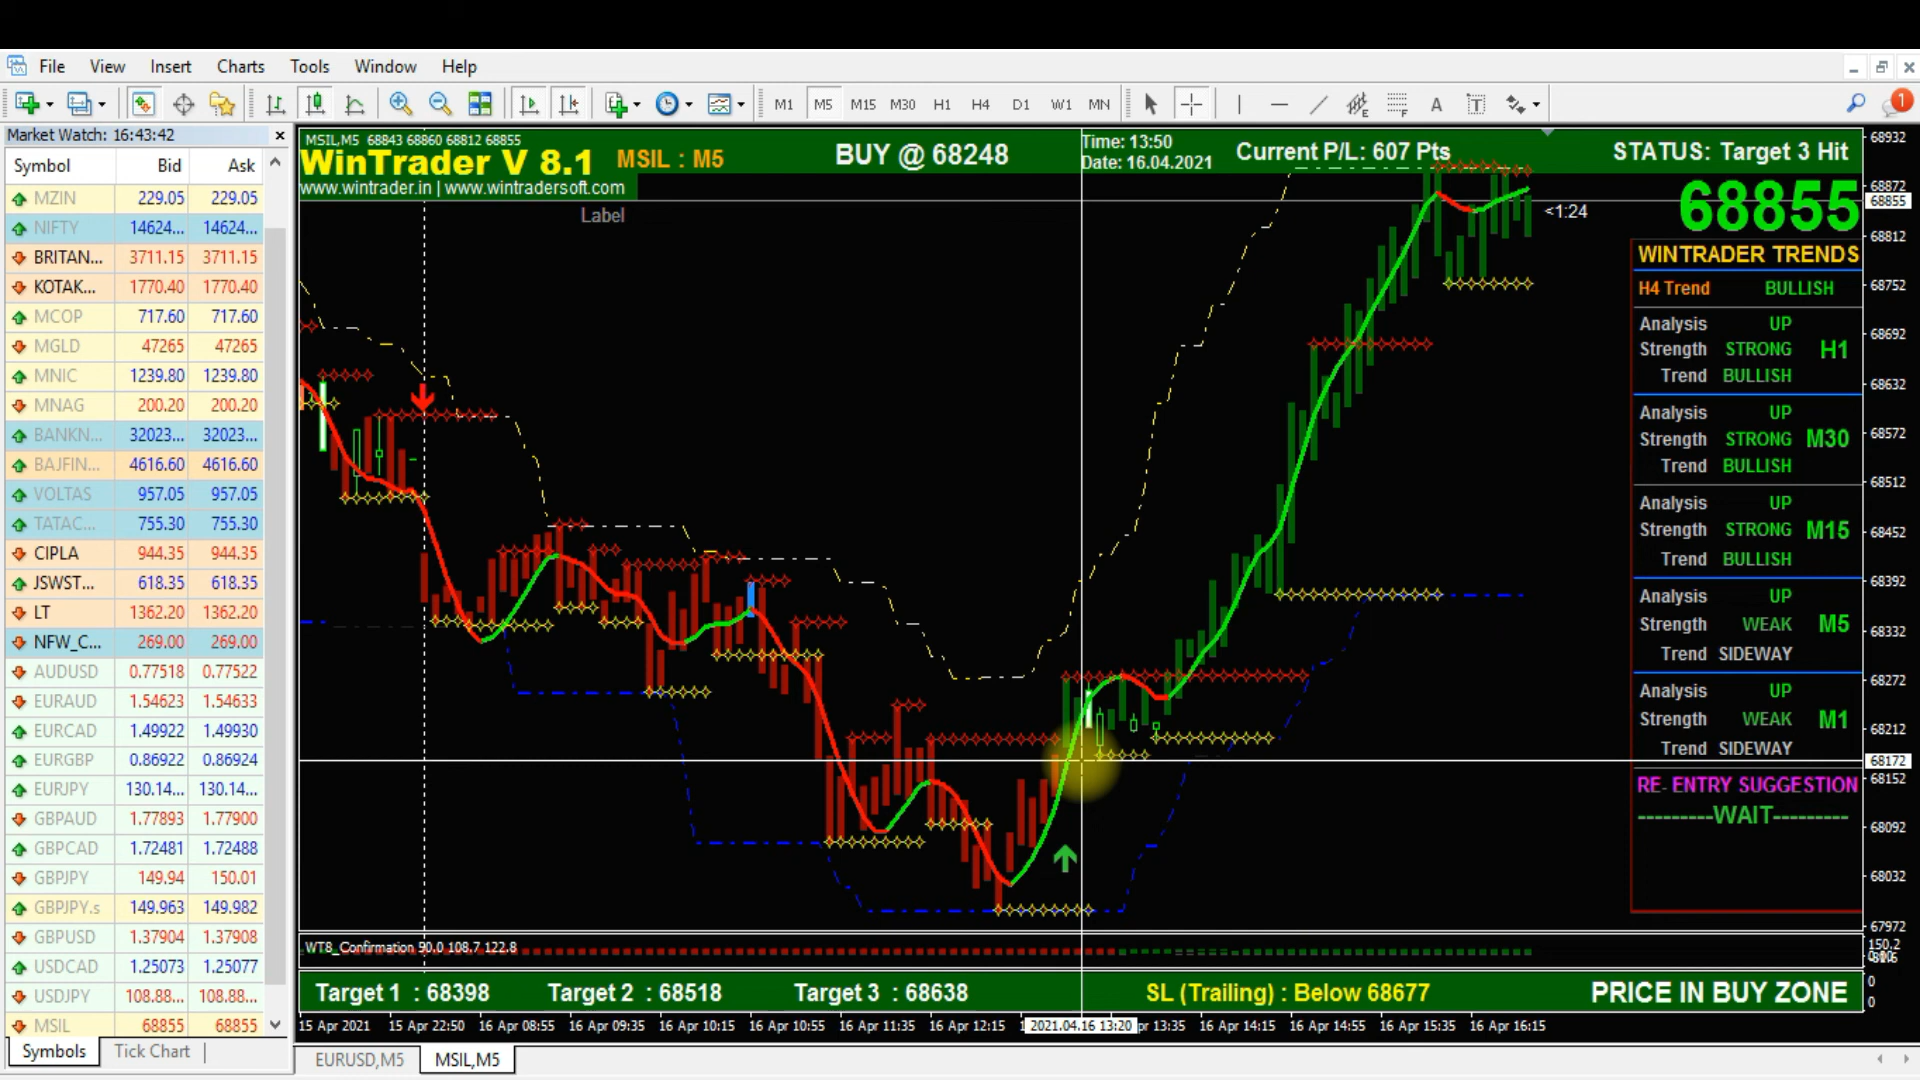 File View Insert Charts Tools Window Help
M1 M5 M15 M30 H1 H4 D1 W1 MN A T 1
Market Watch: 16:43:42
Symbol Bid Ask
MZIN 229.05 229.05
NIFTY 14624... 14624...
BRITAN... 3711.15 3711.15
KOTAK... 1770.40 1770.40
MCOP 717.60 717.60
MGLD 47265 47265
MNIC 1239.80 1239.80
MNAG 200.20 200.20
BANKN... 32023... 32023...
BAJFIN... 4616.60 4616.60
VOLTAS 957.05 957.05
TATAC... 755.30 755.30
CIPLA 944.35 944.35
JSWST... 618.35 618.35
LT 1362.20 1362.20
NFW_C... 269.00 269.00
AUDUSD 0.77518 0.77522
EURAUD 1.54623 1.54633
EURCAD 1.49922 1.49930
EURGBP 0.86922 0.86924
EURJPY 130.14... 130.14...
GBPAUD 1.77893 1.77900
GBPCAD 1.72481 1.72488
GBPJPY 149.94 150.01
GBPJPY.s 149.963 149.982
GBPUSD 1.37904 1.37908
USDCAD 1.25073 1.25077
USDJPY 108.88... 108.88...
MSIL 68855 68855
Symbols Tick Chart
MSIL,M5 68843 68860 68812 68855
WinTrader V 8.1 MSIL : M5 BUY @ 68248
www.wintrader.in | www.wintradersoft.com
Time: 13:50
Date: 16.04.2021
Current P/L: 607 Pts STATUS: Target 3 Hit
Label
<1:24
68855
WINTRADER TRENDS
H4 Trend BULLISH
Analysis UP
Strength STRONG H1
Trend BULLISH
Analysis UP
Strength STRONG M30
Trend BULLISH
Analysis UP
Strength STRONG M15
Trend BULLISH
Analysis UP
Strength WEAK M5
Trend SIDEWAY
Analysis UP
Strength WEAK M1
Trend SIDEWAY
RE- ENTRY SUGGESTION
---------WAIT---------
68932
68872
68855
68812
68752
68692
68632
68572
68512
68452
68392
68332
68272
68212
68172
68152
68092
68032
67972
150.2
0
0
WT8_Confirmation 90.0 108.7 122.8
Target 1 : 68398 Target 2 : 68518 Target 3 : 68638 SL (Trailing) : Below 68677 PRICE IN BUY ZONE
15 Apr 2021 15 Apr 22:50 16 Apr 08:55 16 Apr 09:35 16 Apr 10:15 16 Apr 10:55 16 Apr 11:35 16 Apr 12:15 1 2021.04.16 13:20 pr 13:35 16 Apr 14:15 16 Apr 14:55 16 Apr 15:35 16 Apr 16:15
EURUSD,M5 MSIL,M5